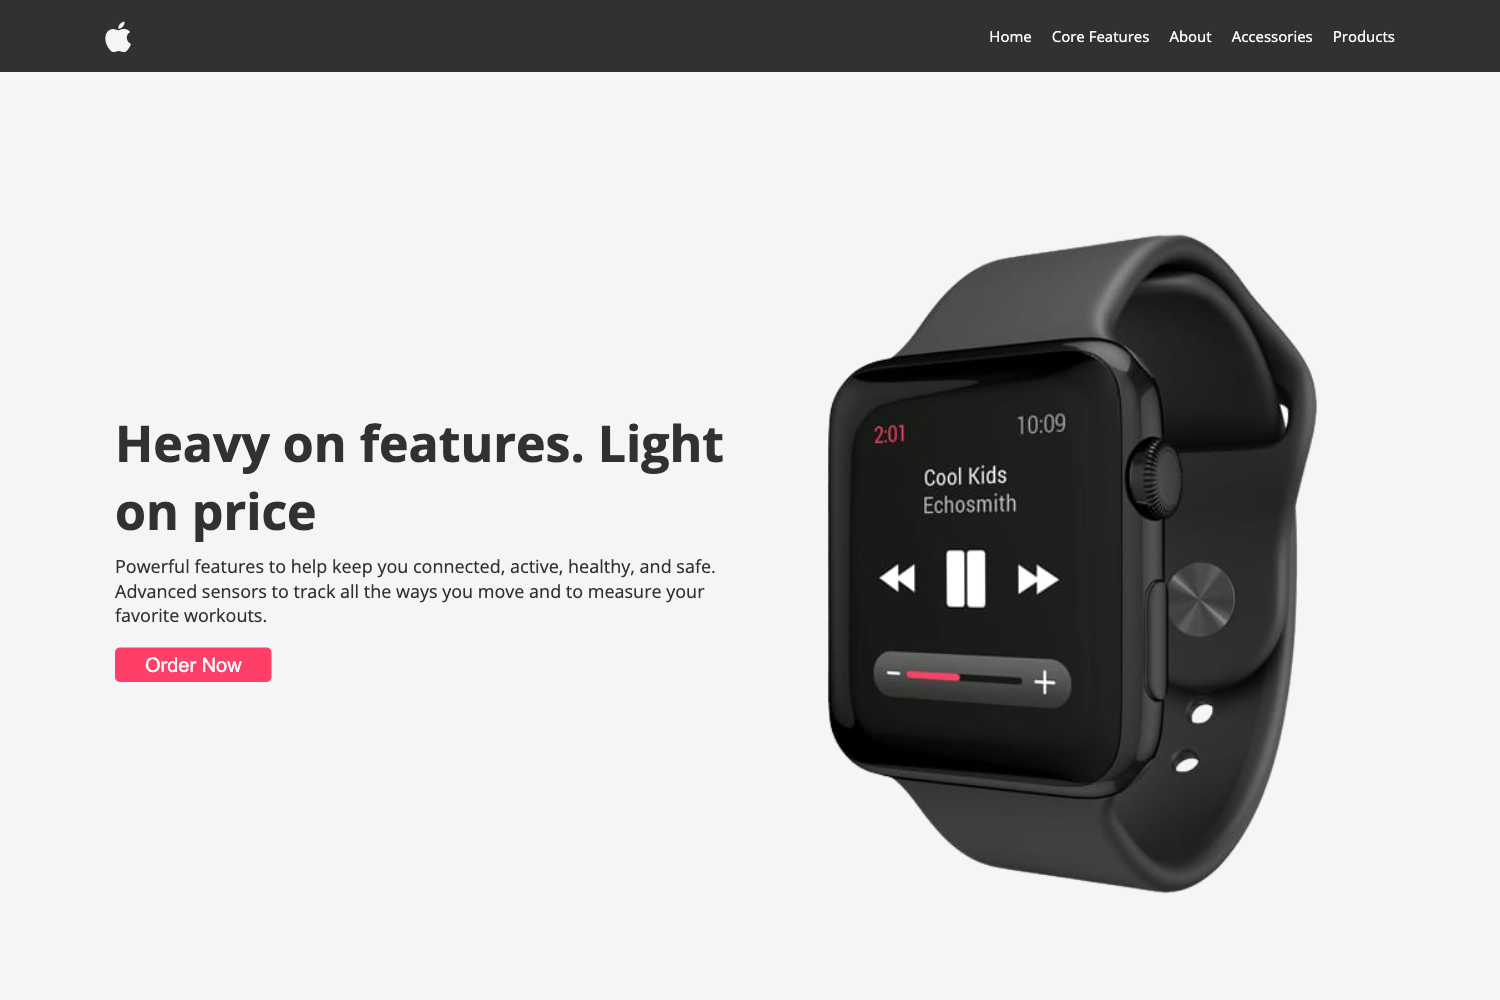 Home Core Features About Accessories Products
Heavy on features. Light
on price
Powerful features to help keep you connected, active, healthy, and safe.
Advanced sensors to track all the ways you move and to measure your
favorite workouts.
Order Now
2:01 10:09
Cool Kids
Echosmith